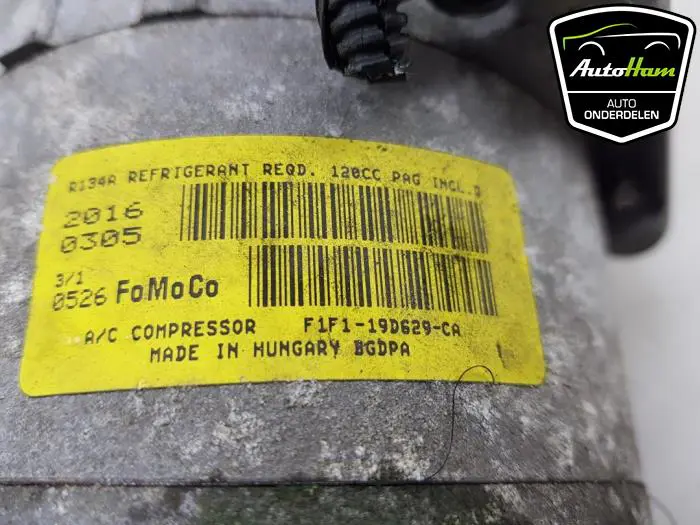 AutoHam
AUTO
ONDERDELEN
R134A REFRIGERANT REQD. 120CC PAG INCL.
2016
0305
3/1
0526 FoMoCo
A/C COMPRESSOR F1F1-19D629-CA
MADE IN HUNGARY BGDPA